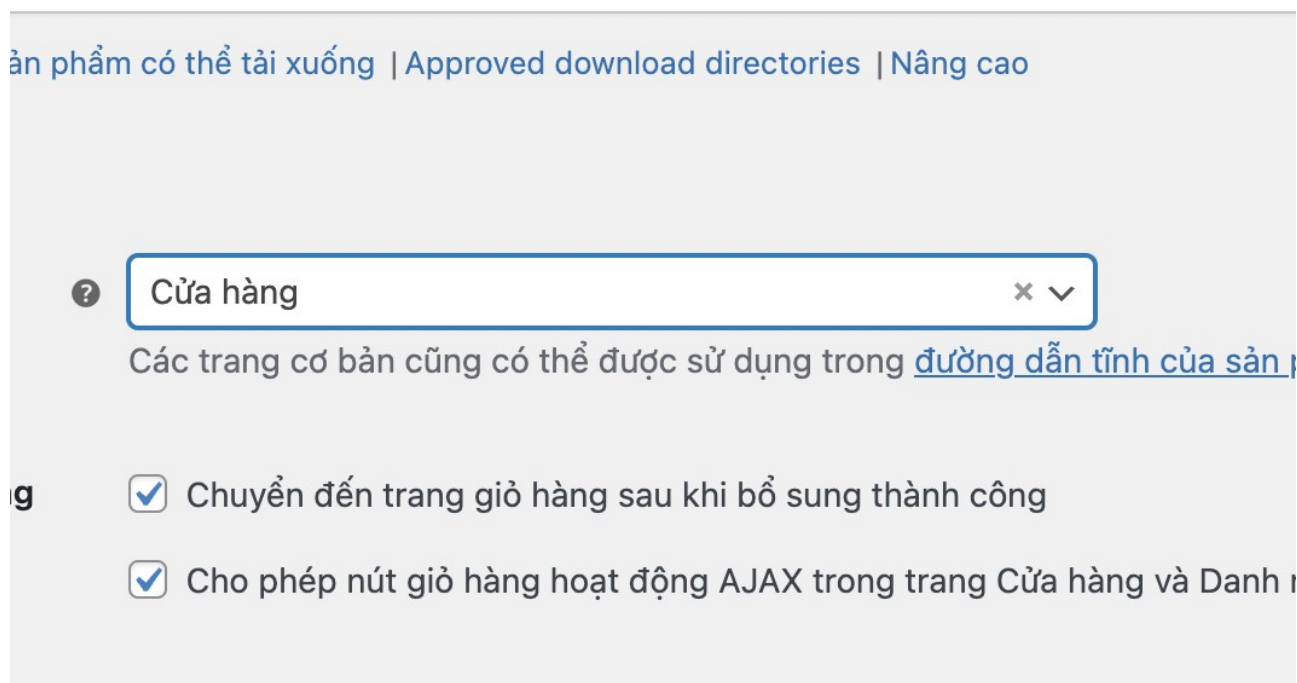 ản phẩm có thể tải xuống | Approved download directories | Nâng cao
Cửa hàng
Các trang cơ bản cũng có thể được sử dụng trong đường dẫn tĩnh của sản
Chuyển đến trang giỏ hàng sau khi bổ sung thành công
Cho phép nút giỏ hàng hoạt động AJAX trong trang Cửa hàng và Danh